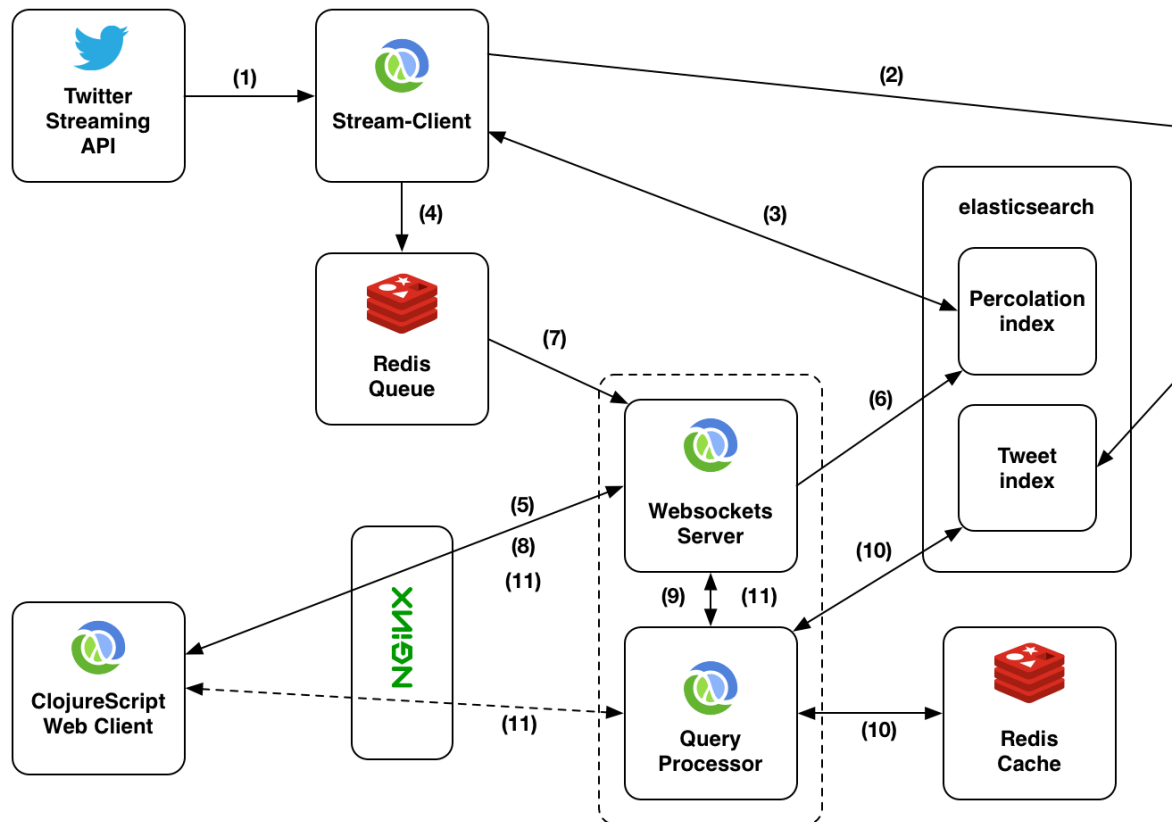 Twitter
Streaming
API
(1)
Stream-Client
(2)
(3)
(4)
elasticsearch
Percolation
index
Tweet
index
Redis
Queue
(7)
(6)
Websockets
Server
(5)
(8)
(11)
(10)
(9)
(11)
NGINX
ClojureScript
Web Client
(11)
Query
Processor
(10)
Redis
Cache